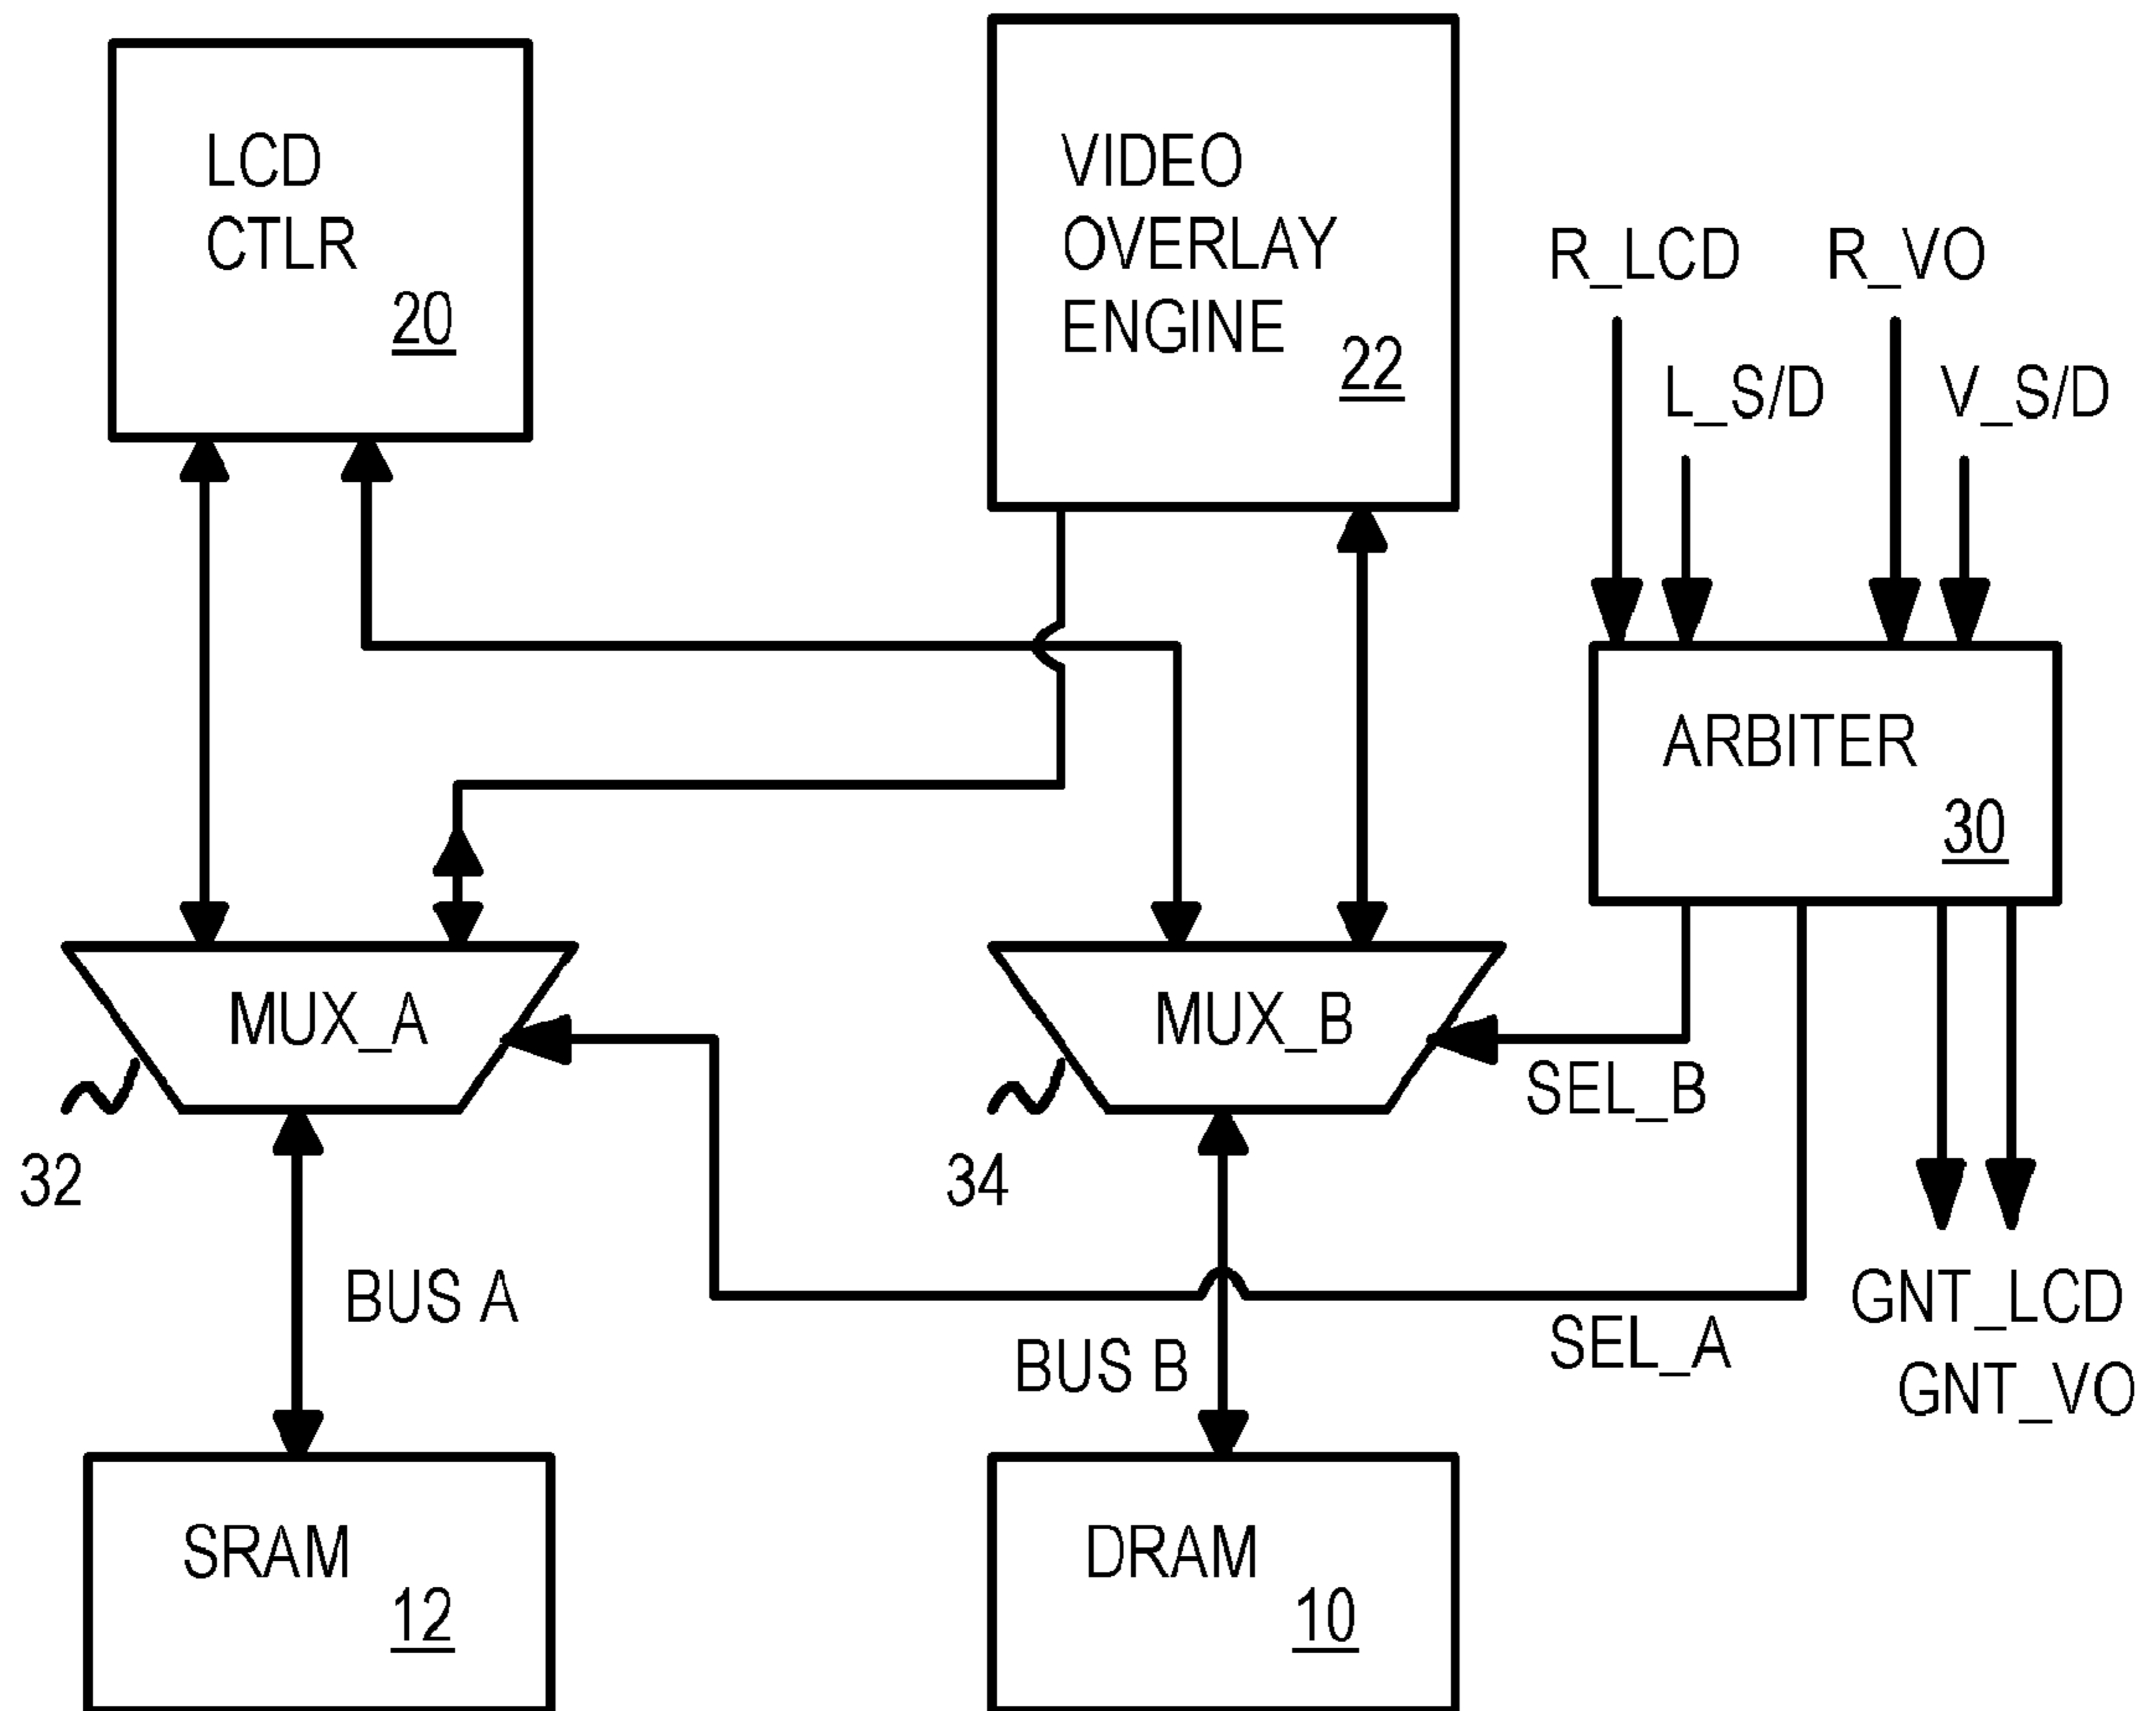 LCD
CTLR
20
VIDEO
OVERLAY
ENGINE
22
R_LCD
R_VO
L_S/D
V_S/D
ARBITER
30
MUX_A
MUX_B
SEL_B
32
34
BUS A
BUS B
SEL_A
GNT_LCD
GNT_VO
SRAM
12
DRAM
10